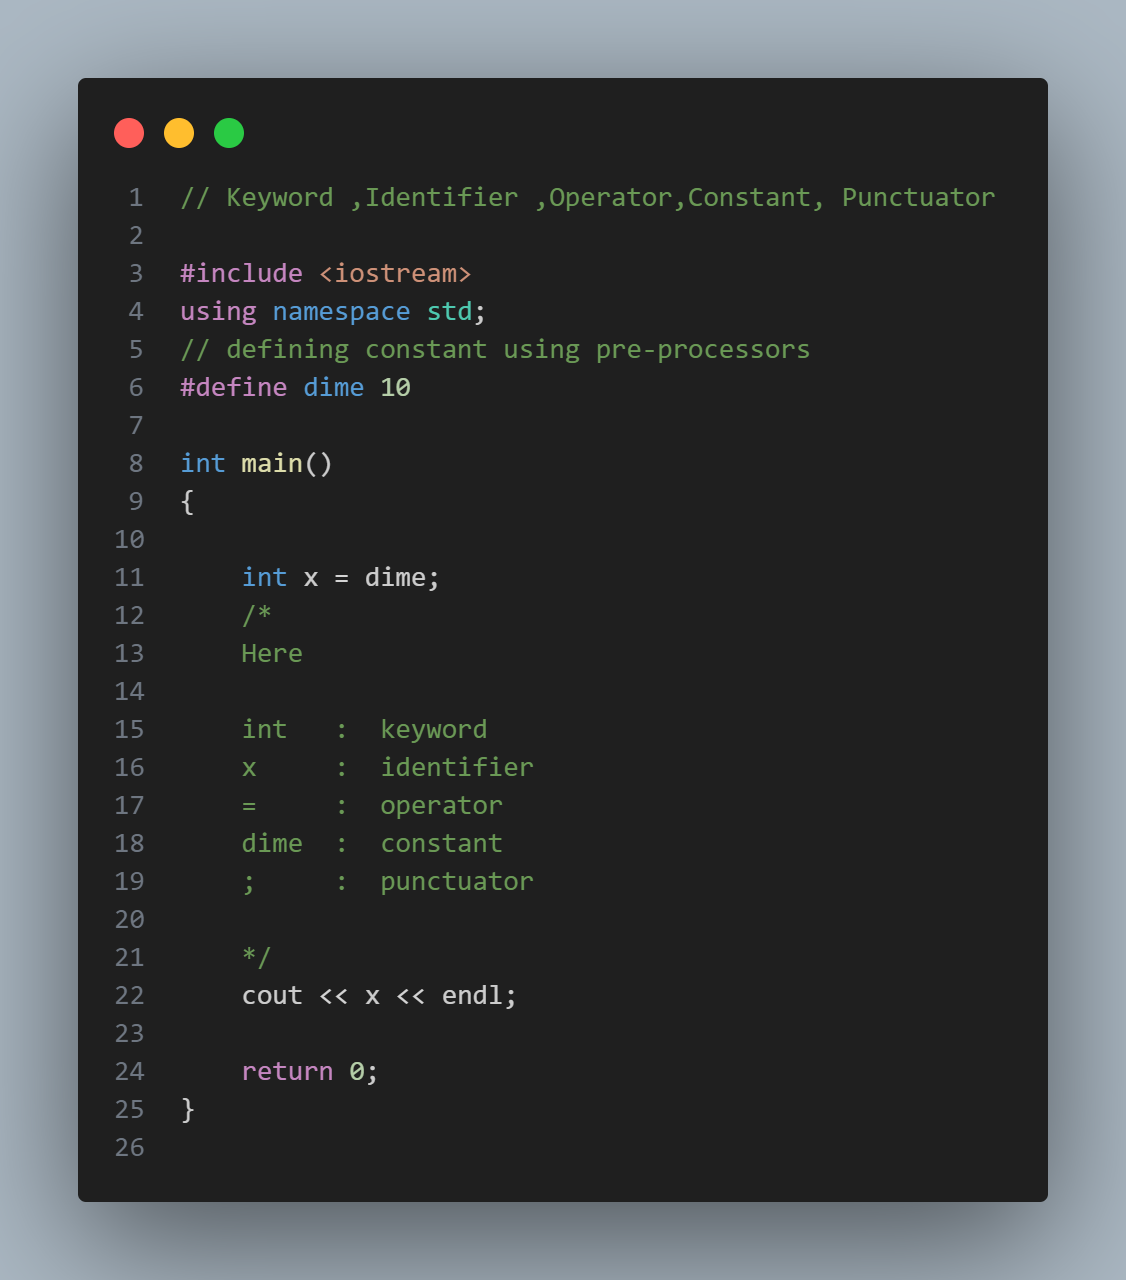 1 // Keyword ,Identifier ,Operator,Constant, Punctuator
2
3 #include <iostream>
4 using namespace std;
5 // defining constant using pre-processors
6 #define dime 10
7
8 int main()
9 {
10
11     int x = dime;
12     /*
13     Here
14
15     int   :  keyword
16     x     :  identifier
17     =     :  operator
18     dime  :  constant
19     ;     :  punctuator
20
21     */
22     cout << x << endl;
23
24     return 0;
25 }
26